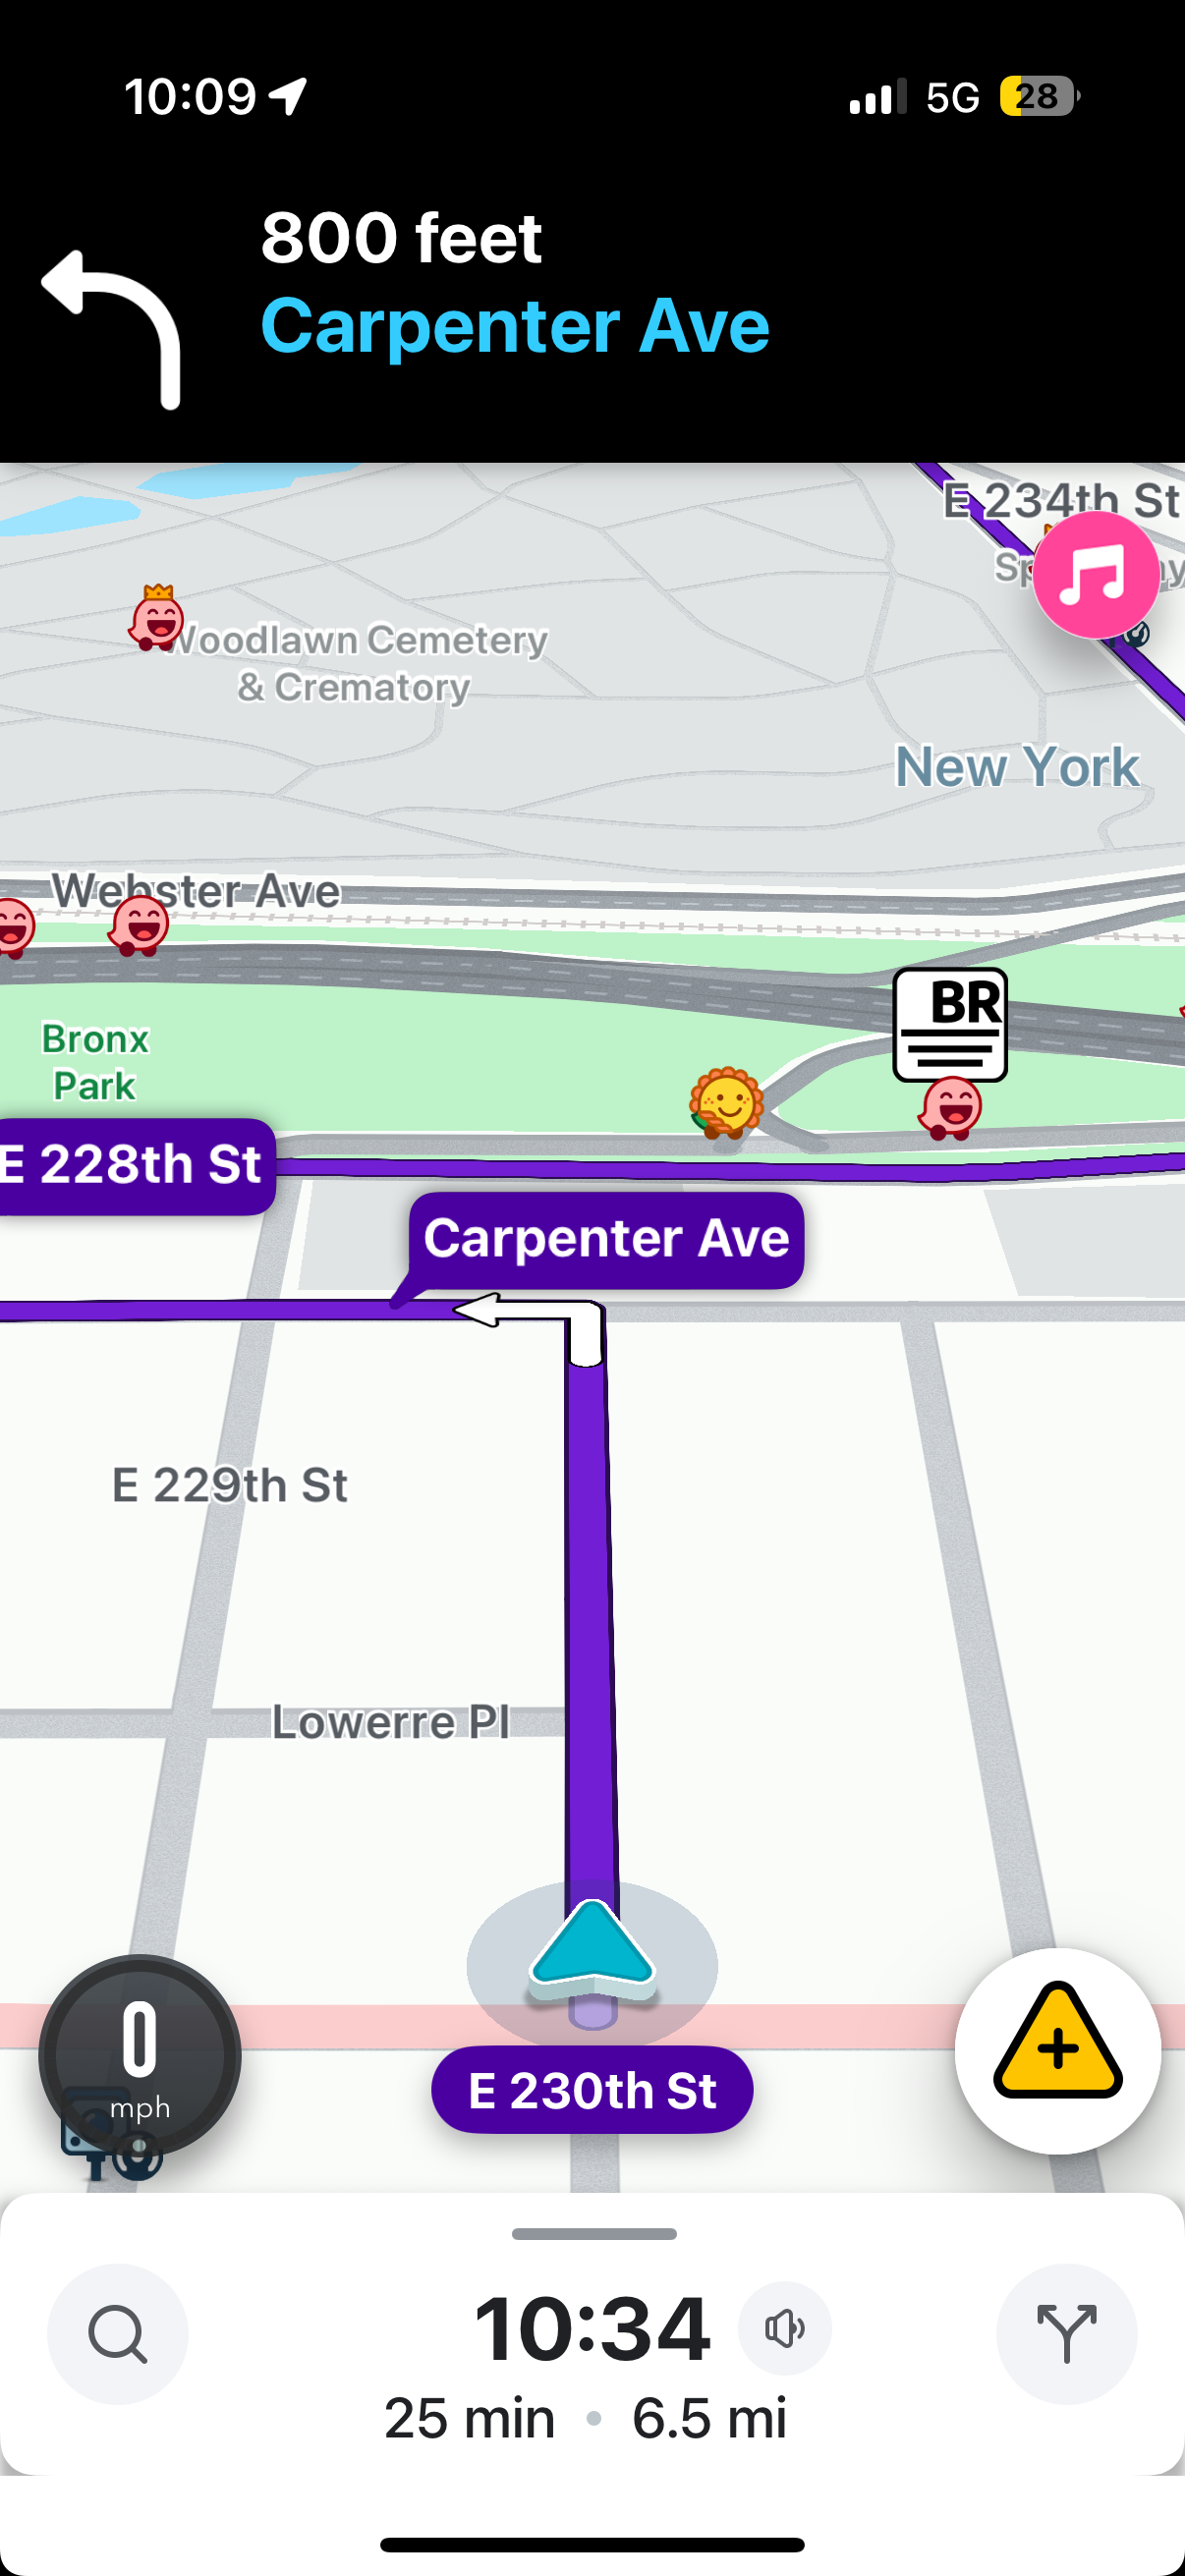 10:09
5G
28
800 feet
Carpenter Ave
E 234th St
Woodlawn Cemetery
& Crematory
New York
Webster Ave
BR
Bronx
Park
E 228th St
Carpenter Ave
E 229th St
Lowerre Pl
0
mph
E 230th St
10:34
25 min • 6.5 mi